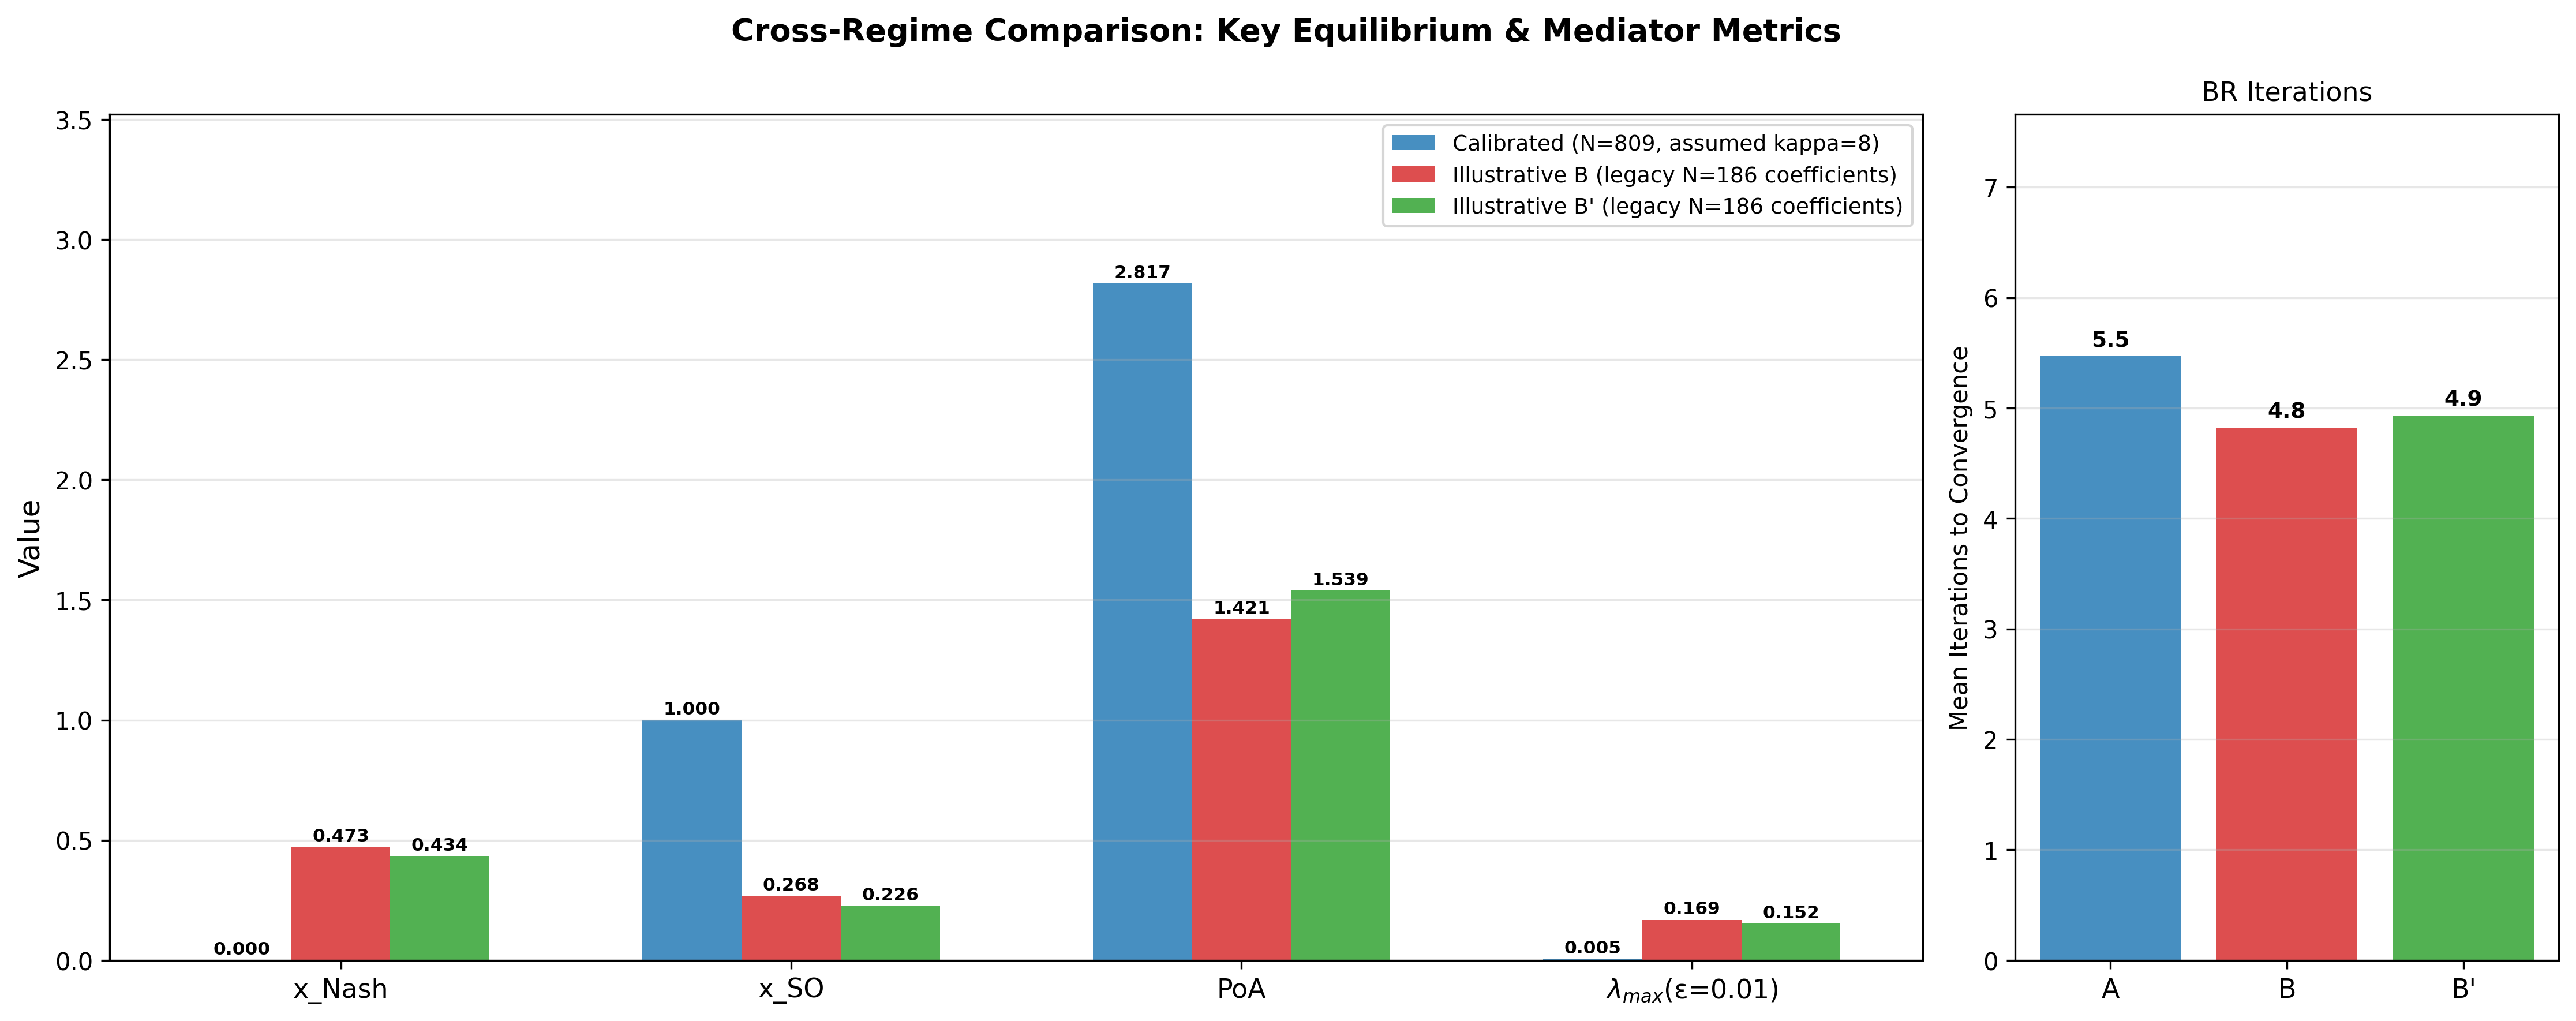 Cross-Regime Comparison: Key Equilibrium & Mediator Metrics
Value
3.5
3.0
2.5
2.0
1.5
1.0
0.5
0.0
Calibrated (N=809, assumed kappa=8)
Illustrative B (legacy N=186 coefficients)
Illustrative B' (legacy N=186 coefficients)
0.000
0.473
0.434
1.000
0.268
0.226
2.817
1.421
1.539
0.005
0.169
0.152
x_Nash
x_SO
PoA
λmax(ε=0.01)
BR Iterations
Mean Iterations to Convergence
7
6
5
4
3
2
1
0
5.5
4.8
4.9
A
B
B'